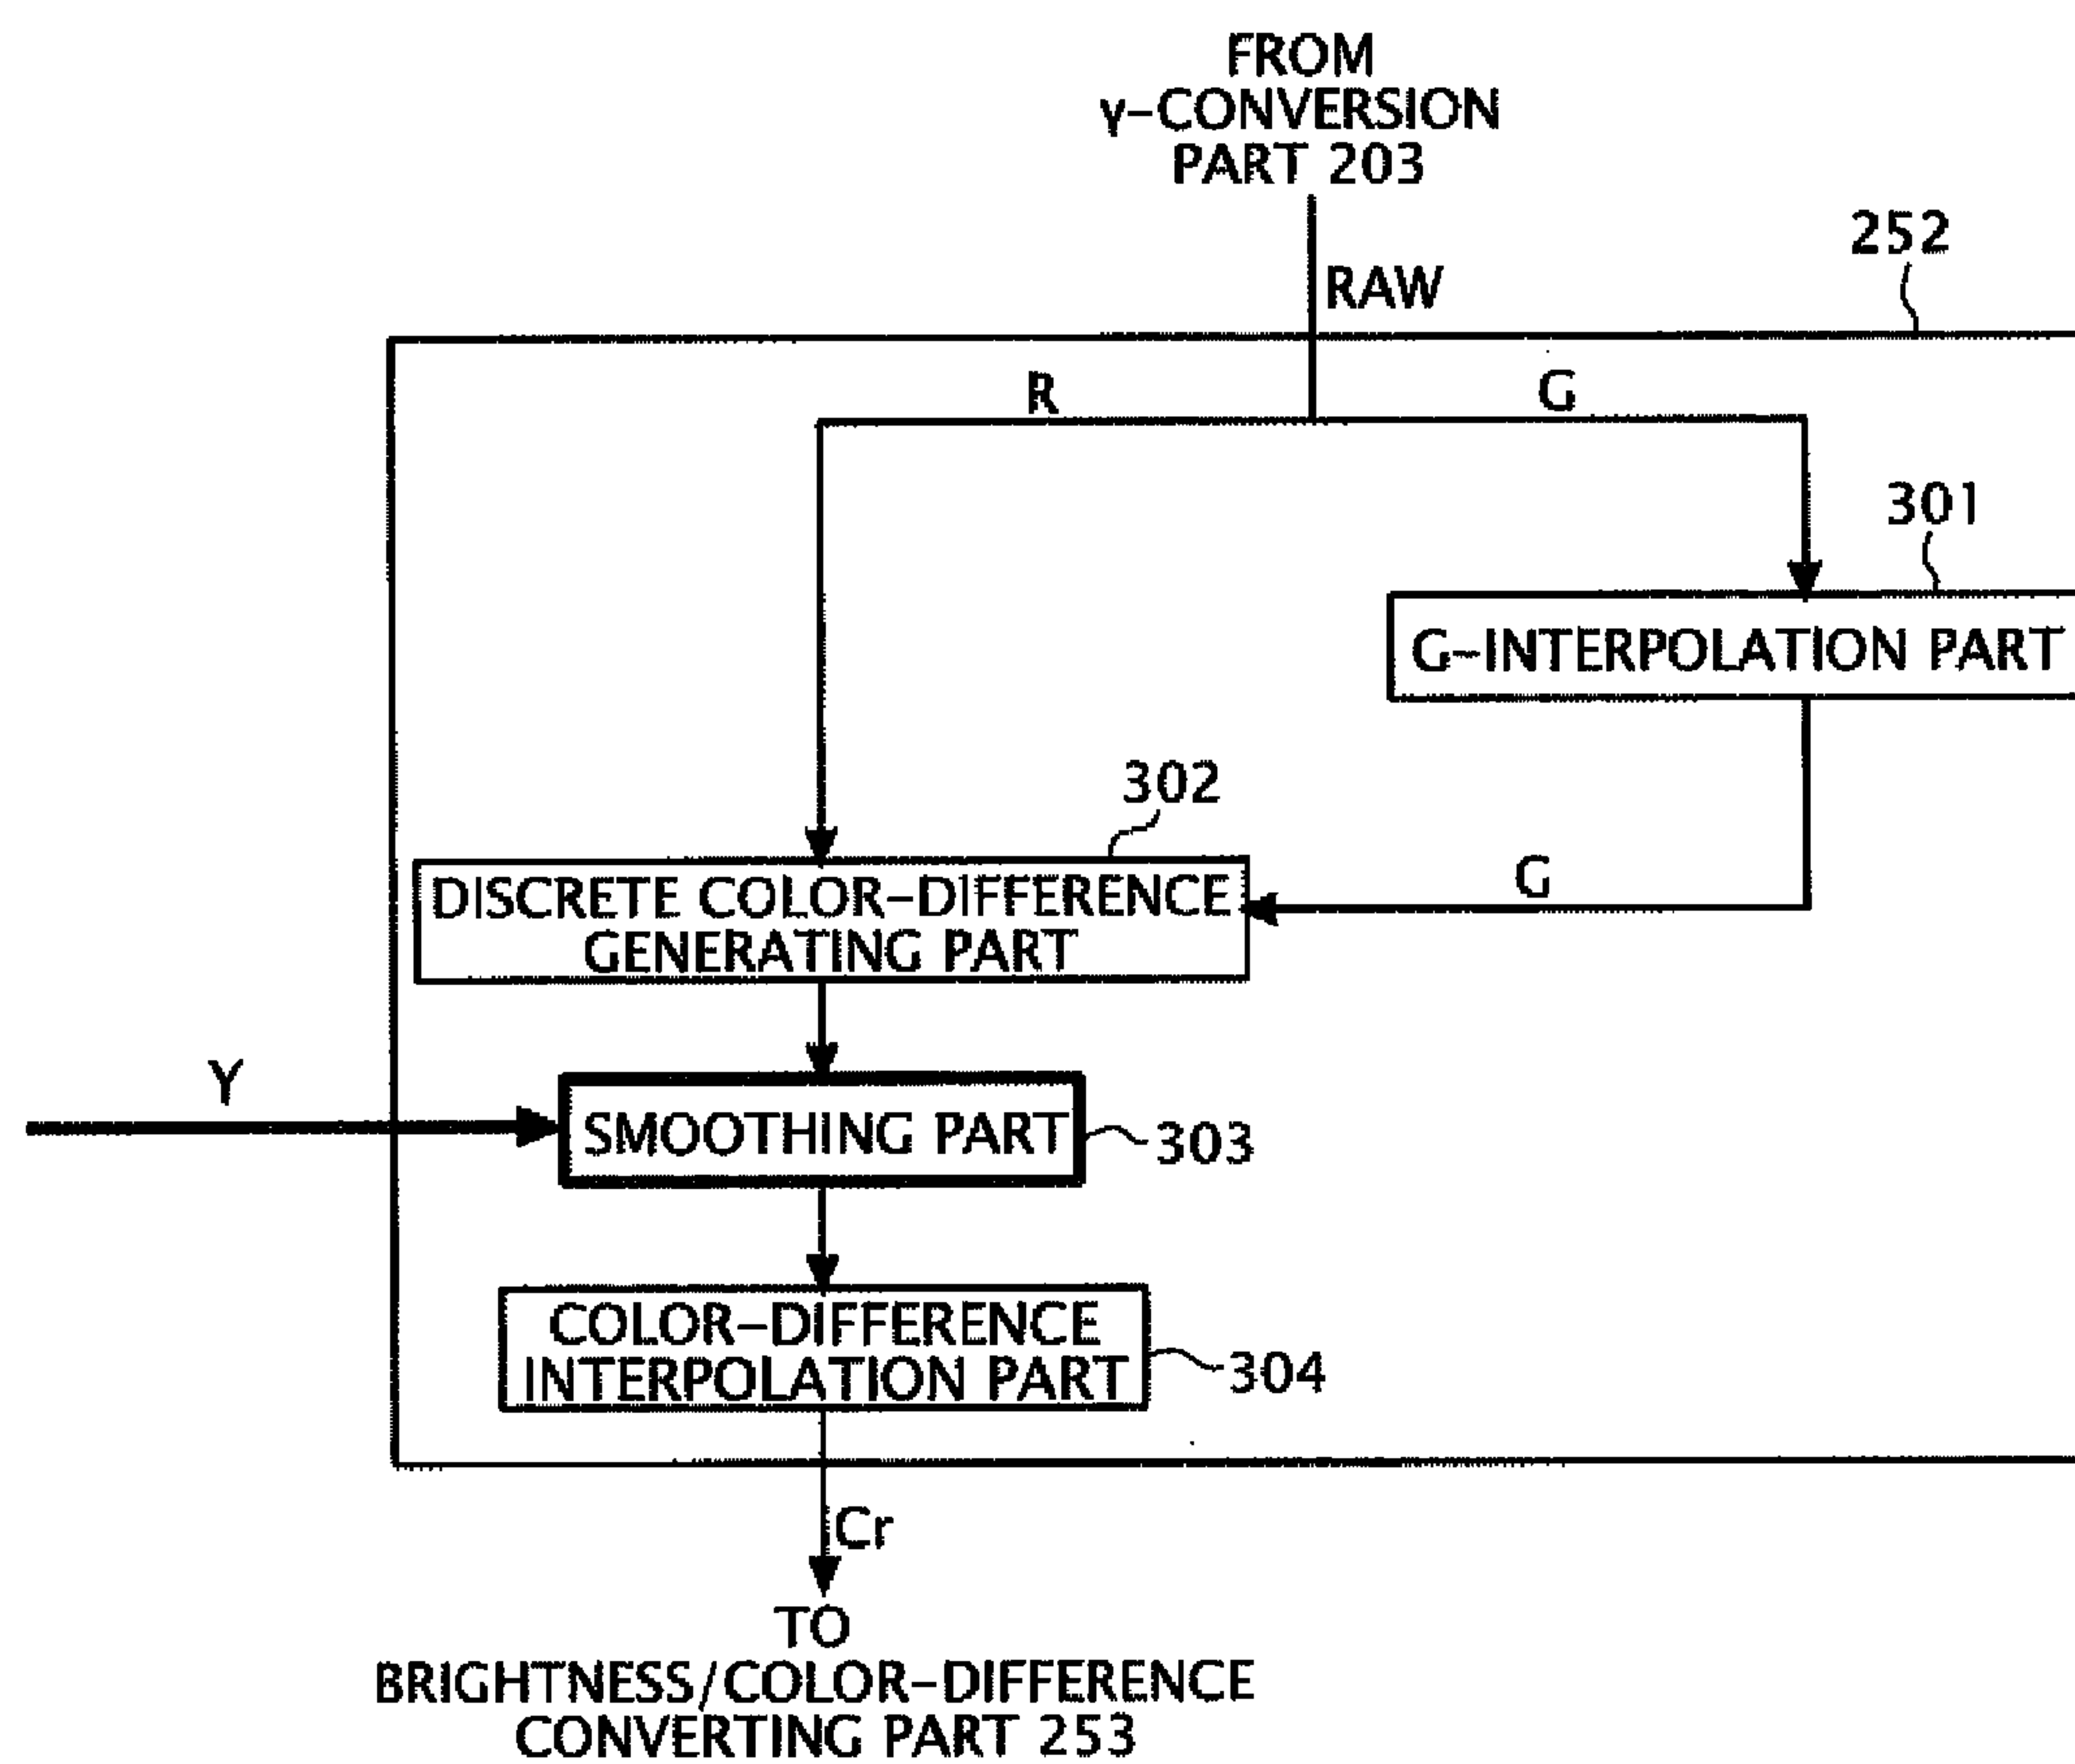 FROM
γ-CONVERSION
PART 203
RAW
252
R
G
301
G-INTERPOLATION PART
302
DISCRETE COLOR-DIFFERENCE
GENERATING PART
G
Y
SMOOTHING PART
303
COLOR-DIFFERENCE
INTERPOLATION PART
304
Cr
TO
BRIGHTNESS/COLOR-DIFFERENCE
CONVERTING PART 253